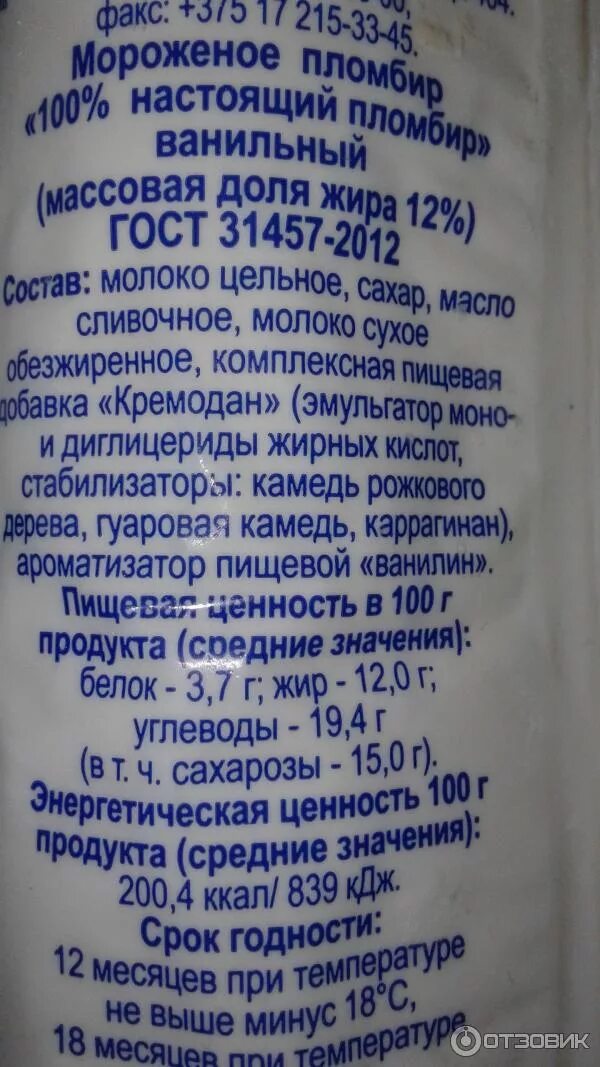 факс: +375 17 215-33-45.
Мороженое пломбир
«100% настоящий пломбир»
ванильный
(массовая доля жира 12%)
ГОСТ 31457-2012
Состав: молоко цельное, сахар, масло
сливочное, молоко сухое
обезжиренное, комплексная пищевая
добавка «Кремодан» (эмульгатор моно-
и диглицериды жирных кислот,
стабилизаторы: камедь рожкового
дерева, гуаровая камедь, каррагинан),
ароматизатор пищевой «ванилин».
Пищевая ценность в 100 г
продукта (средние значения):
белок - 3,7 г; жир - 12,0 г;
углеводы - 19,4 г
(в т. ч. сахарозы - 15,0 г).
Энергетическая ценность 100 г
продукта (средние значения):
200,4 ккал/ 839 кДж.
Срок годности:
12 месяцев при температуре
не выше минус 18°С,
18 месяцев при температуре
ОТЗОВИК